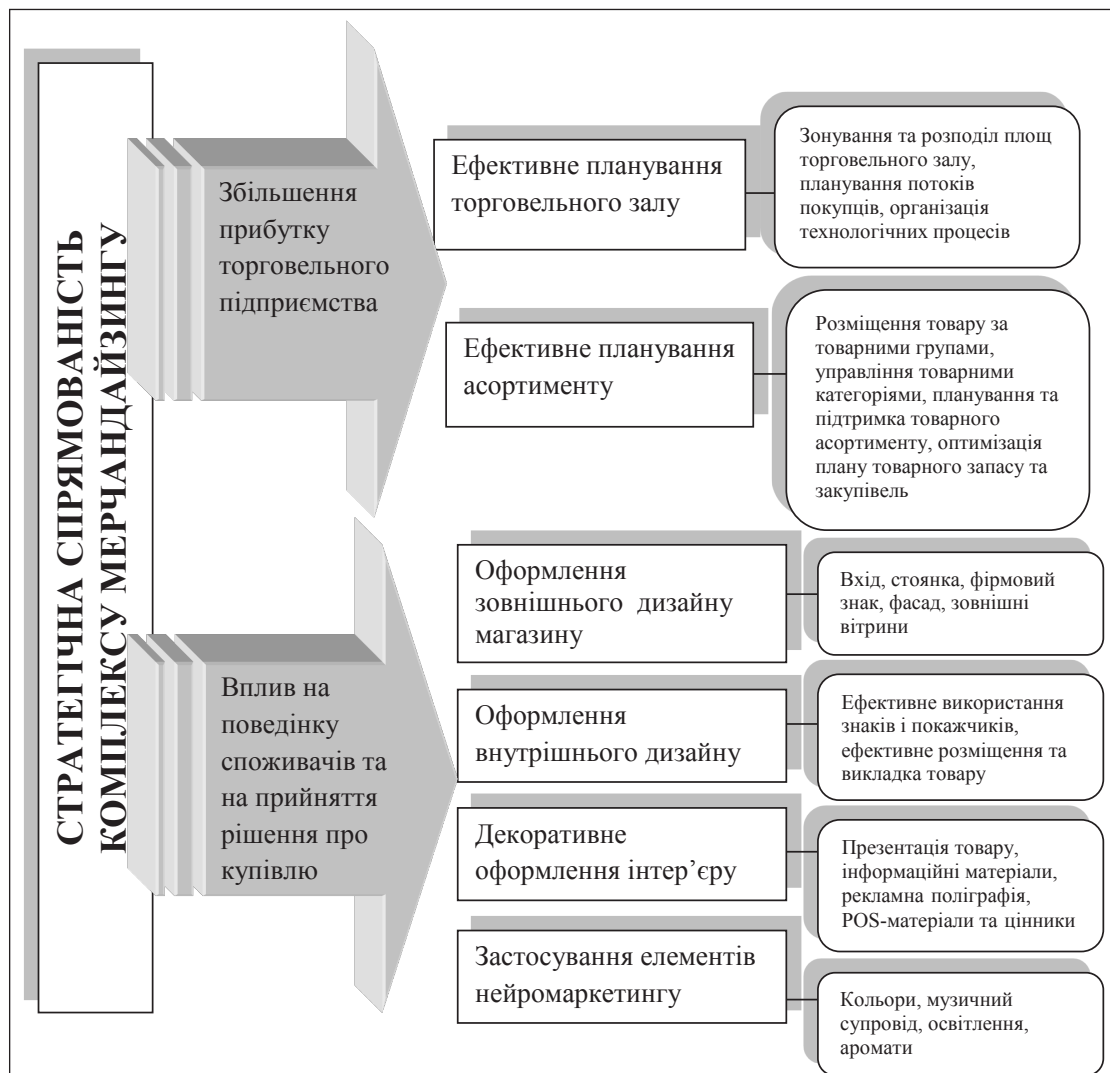 СТРАТЕГІЧНА СПРЯМОВАНІСТЬ
КОМПЛЕКСУ МЕРЧАНДАЙЗИНГУ
Збільшення
прибутку
торговельного
підприємства
Ефективне планування
торговельного залу
Зонування та розподіл площ
торговельного залу,
планування потоків
покупців, організація
технологічних процесів
Ефективне планування
асортименту
Розміщення товару за
товарними групами,
управління товарними
категоріями, планування та
підтримка товарного
асортименту, оптимізація
плану товарного запасу та
закупівель
Вплив на
поведінку
споживачів та
на прийняття
рішення про
купівлю
Оформлення
зовнішнього дизайну
магазину
Вхід, стоянка, фірмовий
знак, фасад, зовнішні
вітрини
Оформлення
внутрішнього дизайну
Ефективне використання
знаків і покажчиків,
ефективне розміщення та
викладка товару
Декоративне
оформлення інтер’єру
Презентація товару,
інформаційні матеріали,
рекламна поліграфія,
POS-матеріали та цінники
Застосування елементів
нейромаркетингу
Кольори, музичний
супровід, освітлення,
аромати